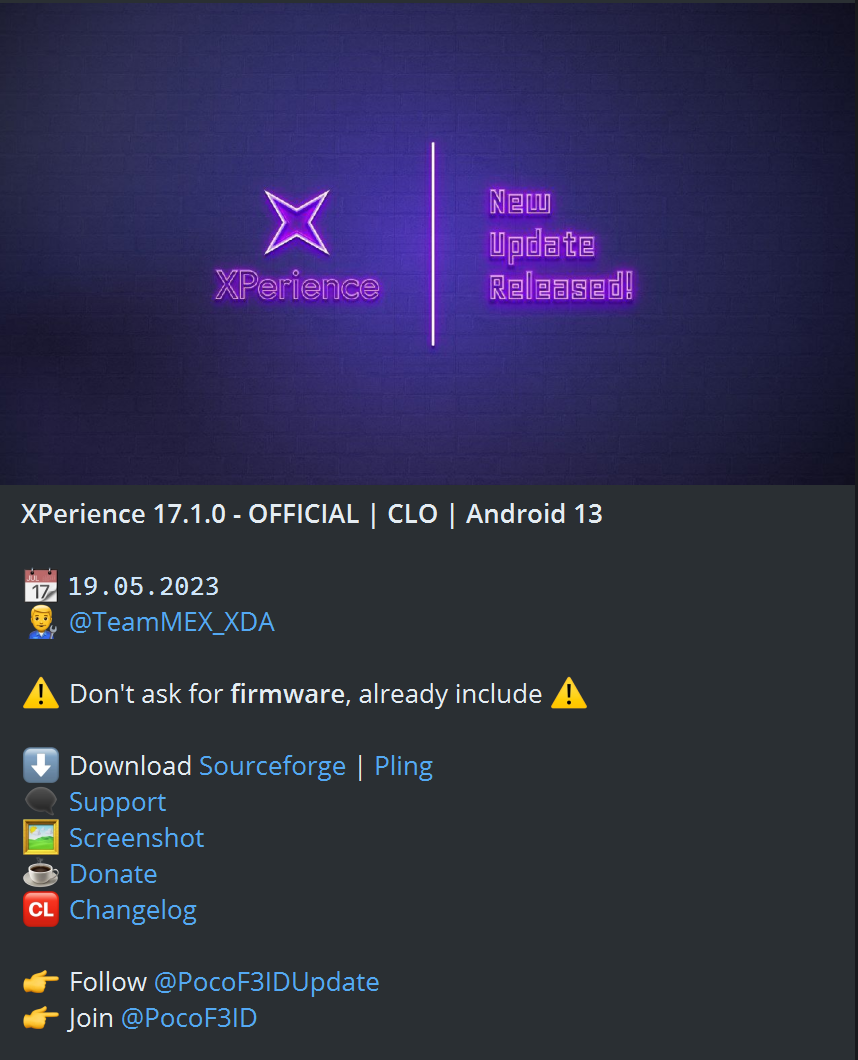 XPerience
New
Update
Released!
XPerience 17.1.0 - OFFICIAL | CLO | Android 13
JUL
17
19.05.2023
@TeamMEX_XDA
Don't ask for firmware, already include
Download Sourceforge | Pling
Support
Screenshot
Donate
CL Changelog
Follow @PocoF3IDUpdate
Join @PocoF3ID